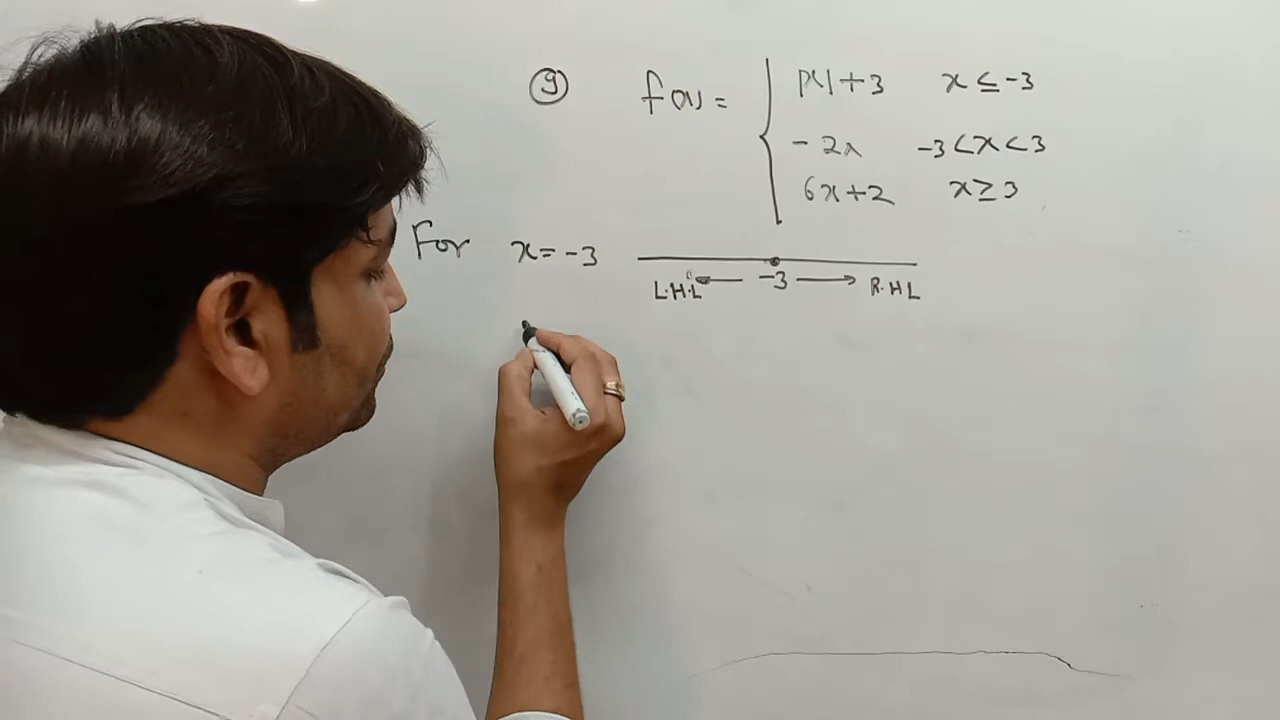 9 f(x) = { |x|+3 x ≤ -3
-2x -3 < x < 3
6x+2 x ≥ 3
For x = -3
L.H.L ← -3 → R.H.L